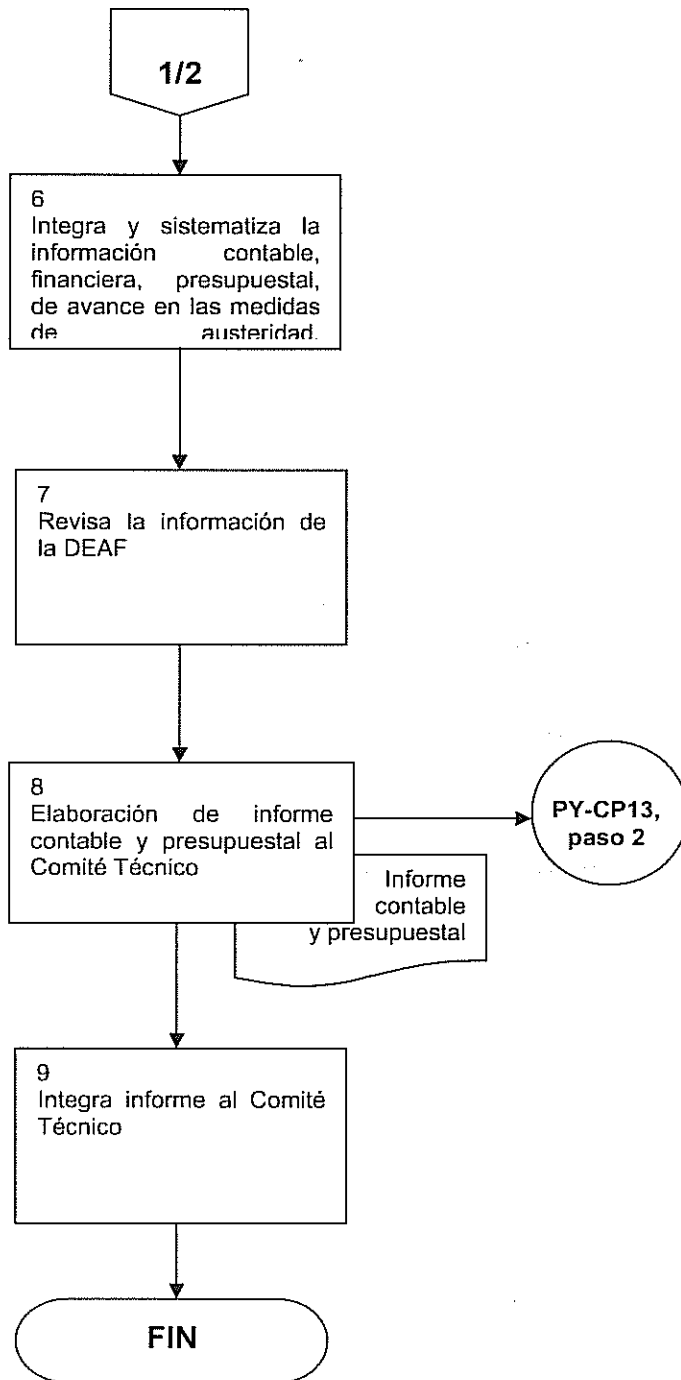 1/2
6
Integra y sistematiza la
información contable,
financiera, presupuestal,
de avance en las medidas
de austeridad.
7
Revisa la información de
la DEAF
8
Elaboración de informe
contable y presupuestal al
Comité Técnico
PY-CP13,
paso 2
Informe
contable
y presupuestal
9
Integra informe al Comité
Técnico
FIN